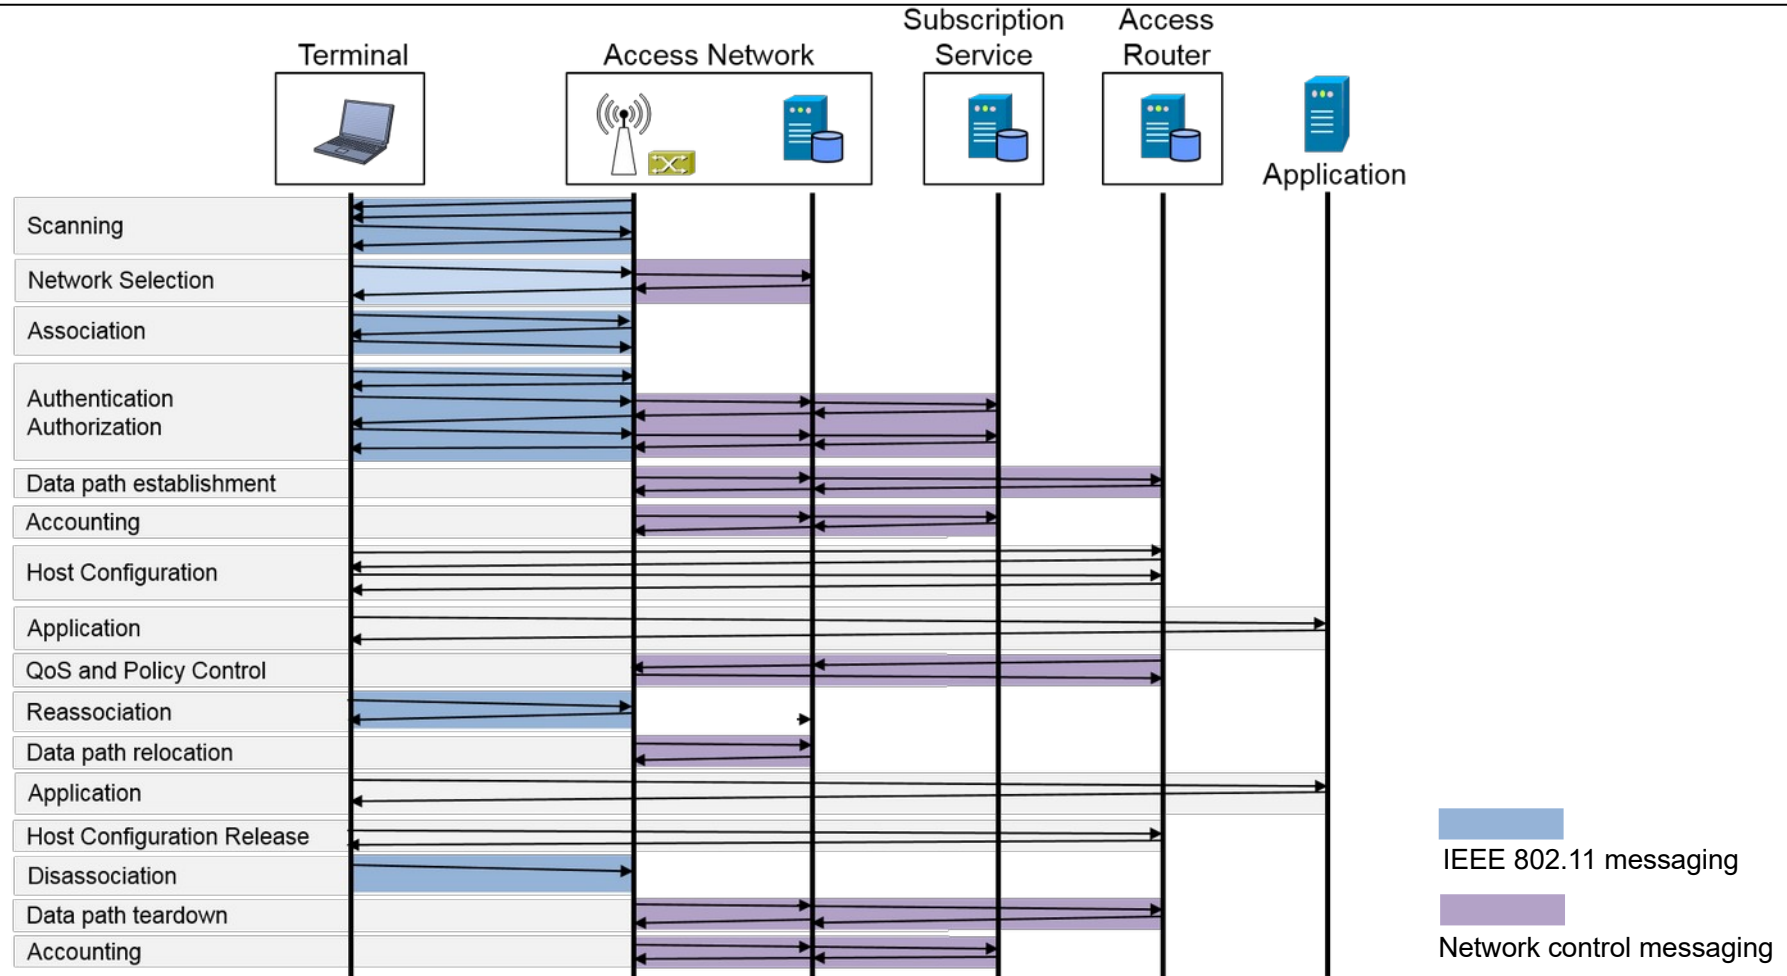 Subscription
Service
Access
Router
Terminal
Access Network
Application
Scanning
Network Selection
Association
Authentication
Authorization
Data path establishment
Accounting
Host Configuration
Application
QoS and Policy Control
Reassociation
Data path relocation
Application
Host Configuration Release
Disassociation
Data path teardown
Accounting
IEEE 802.11 messaging
Network control messaging